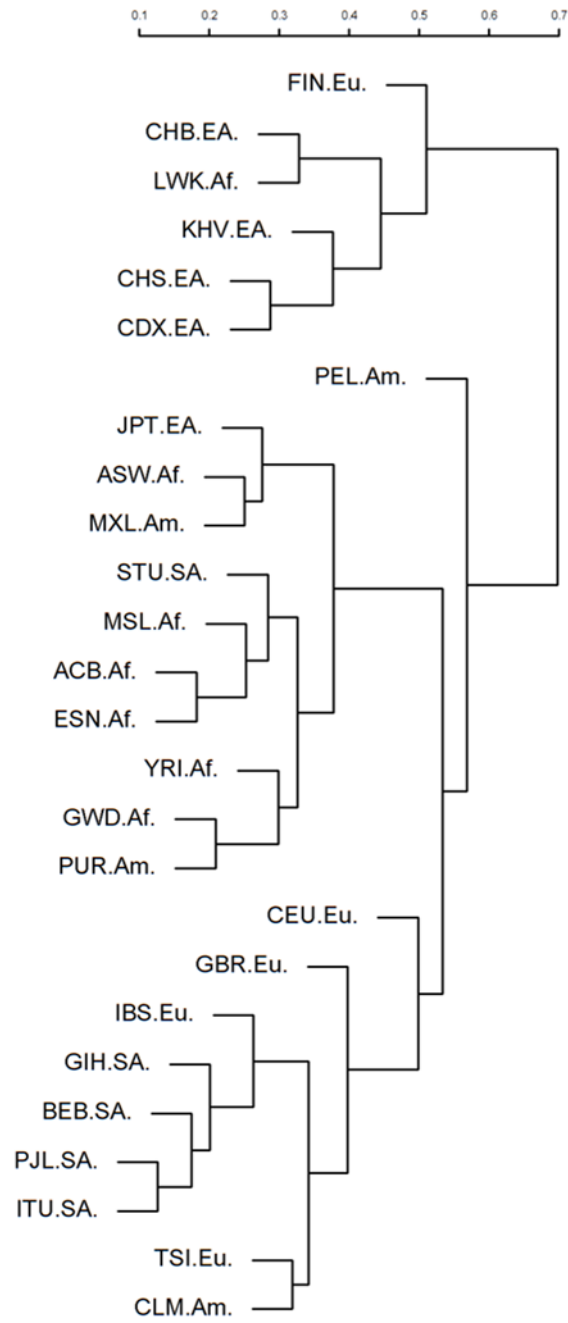 0.1 0.2 0.3 0.4 0.5 0.6 0.7
FIN.Eu.
CHB.EA.
LWK.Af.
KHV.EA.
CHS.EA.
CDX.EA.
PEL.Am.
JPT.EA.
ASW.Af.
MXL.Am.
STU.SA.
MSL.Af.
ACB.Af.
ESN.Af.
YRI.Af.
GWD.Af.
PUR.Am.
CEU.Eu.
GBR.Eu.
IBS.Eu.
GIH.SA.
BEB.SA.
PJL.SA.
ITU.SA.
TSI.Eu.
CLM.Am.